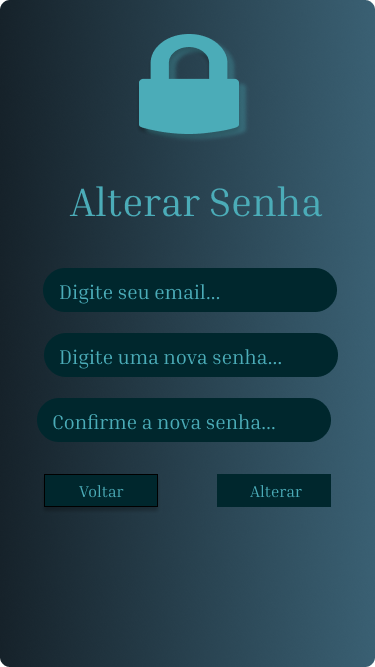 Alterar Senha
Digite seu email...
Digite uma nova senha...
Confirme a nova senha...
Voltar
Alterar